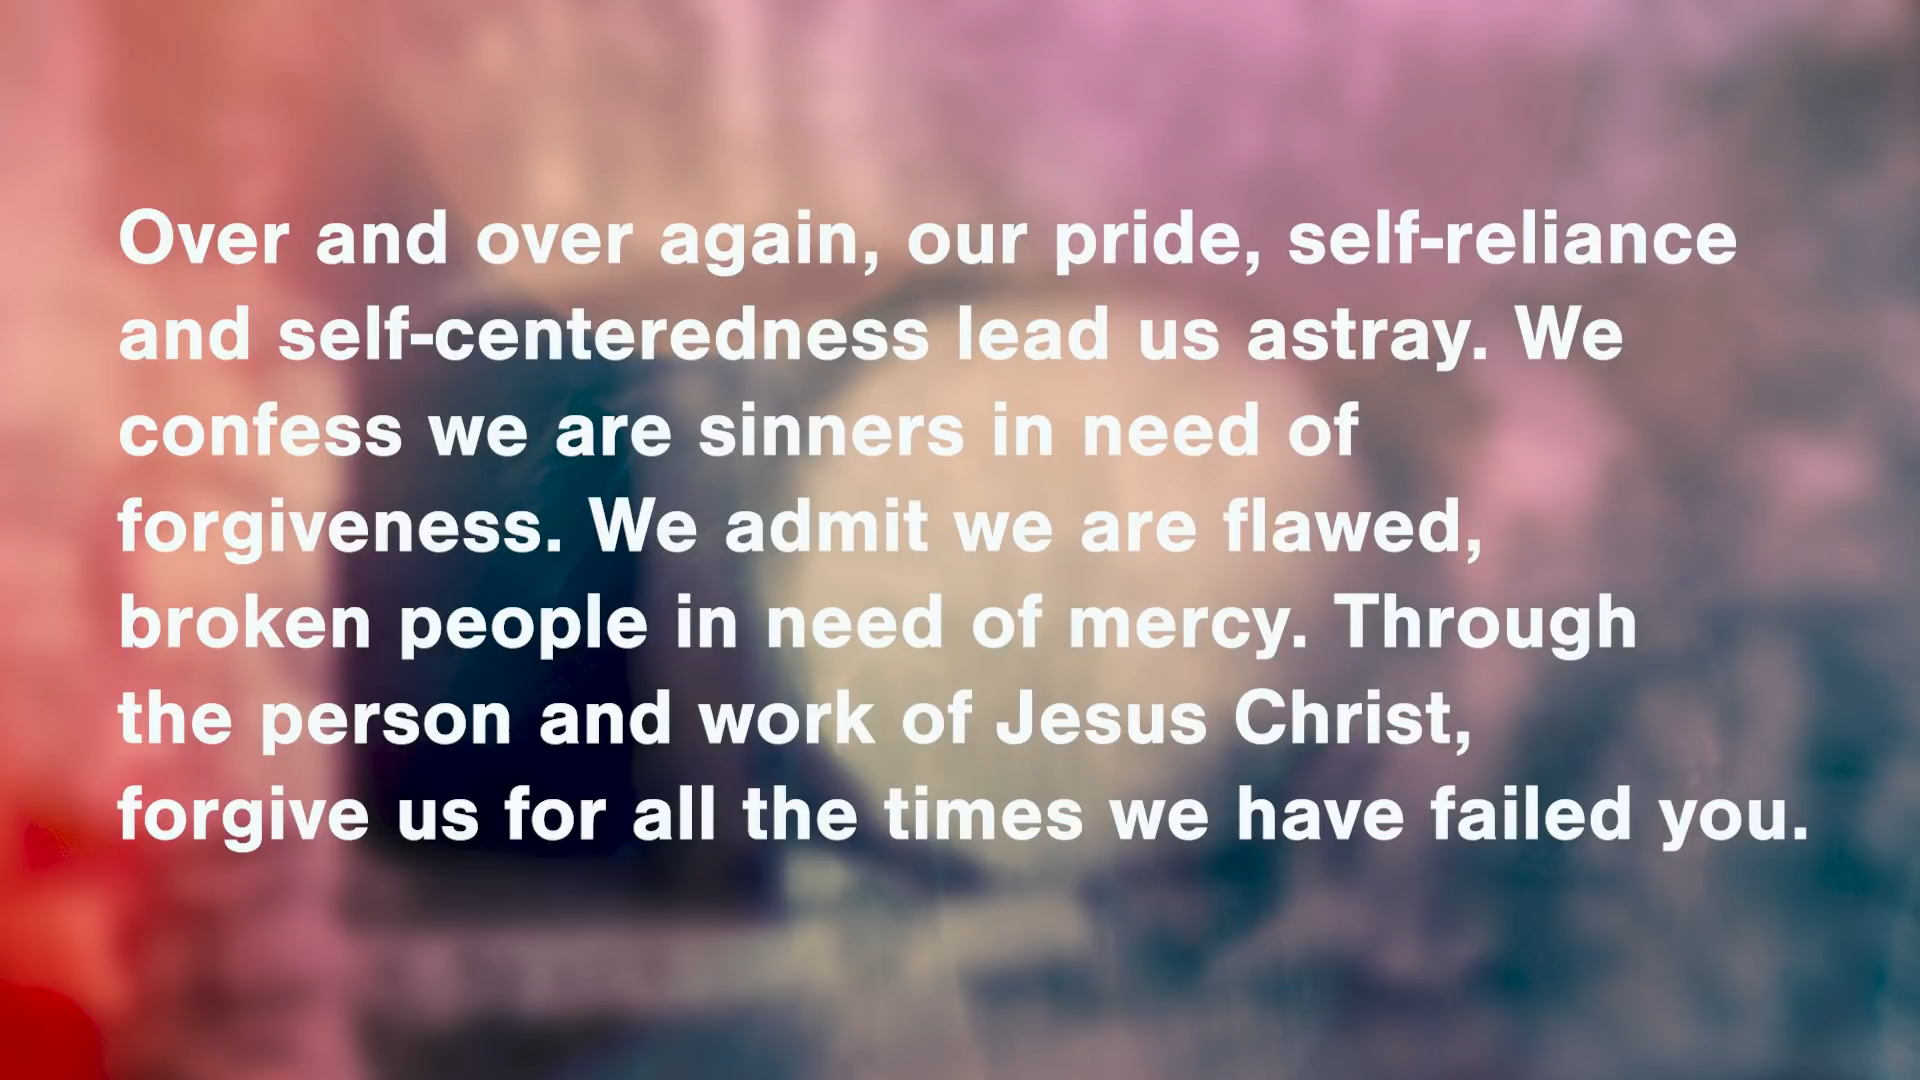 Over and over again, our pride, self-reliance
and self-centeredness lead us astray. We
confess we are sinners in need of
forgiveness. We admit we are flawed,
broken people in need of mercy. Through
the person and work of Jesus Christ,
forgive us for all the times we have failed you.